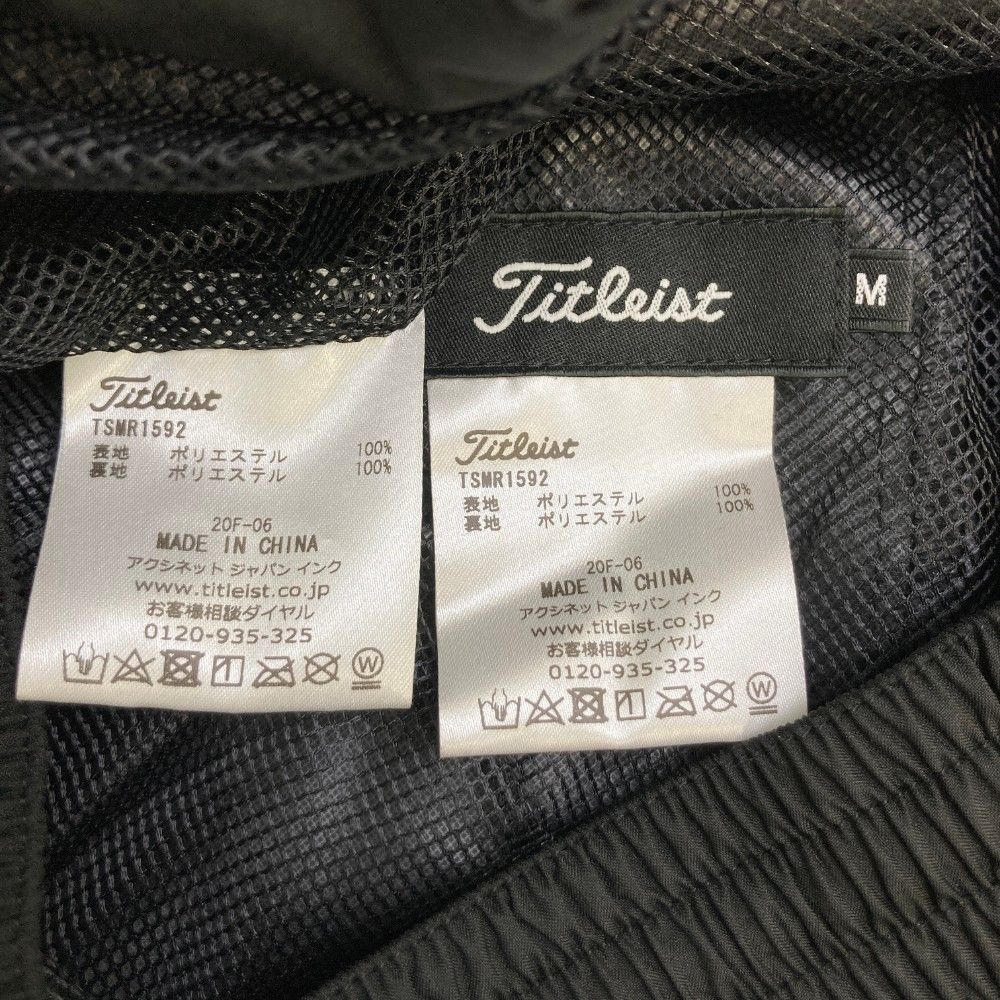 Titleist
M
Titleist
TSMR1592
表地 ポリエステル 100%
裏地 ポリエステル 100%
20F-06
MADE IN CHINA
アクシネット ジャパン インク
www.titleist.co.jp
お客様相談ダイヤル
0120-935-325
W
Titleist
TSMR1592
表地 ポリエステル 100%
裏地 ポリエステル 100%
20F-06
MADE IN CHINA
アクシネット ジャパン インク
www.titleist.co.jp
お客様相談ダイヤル
0120-935-325
W